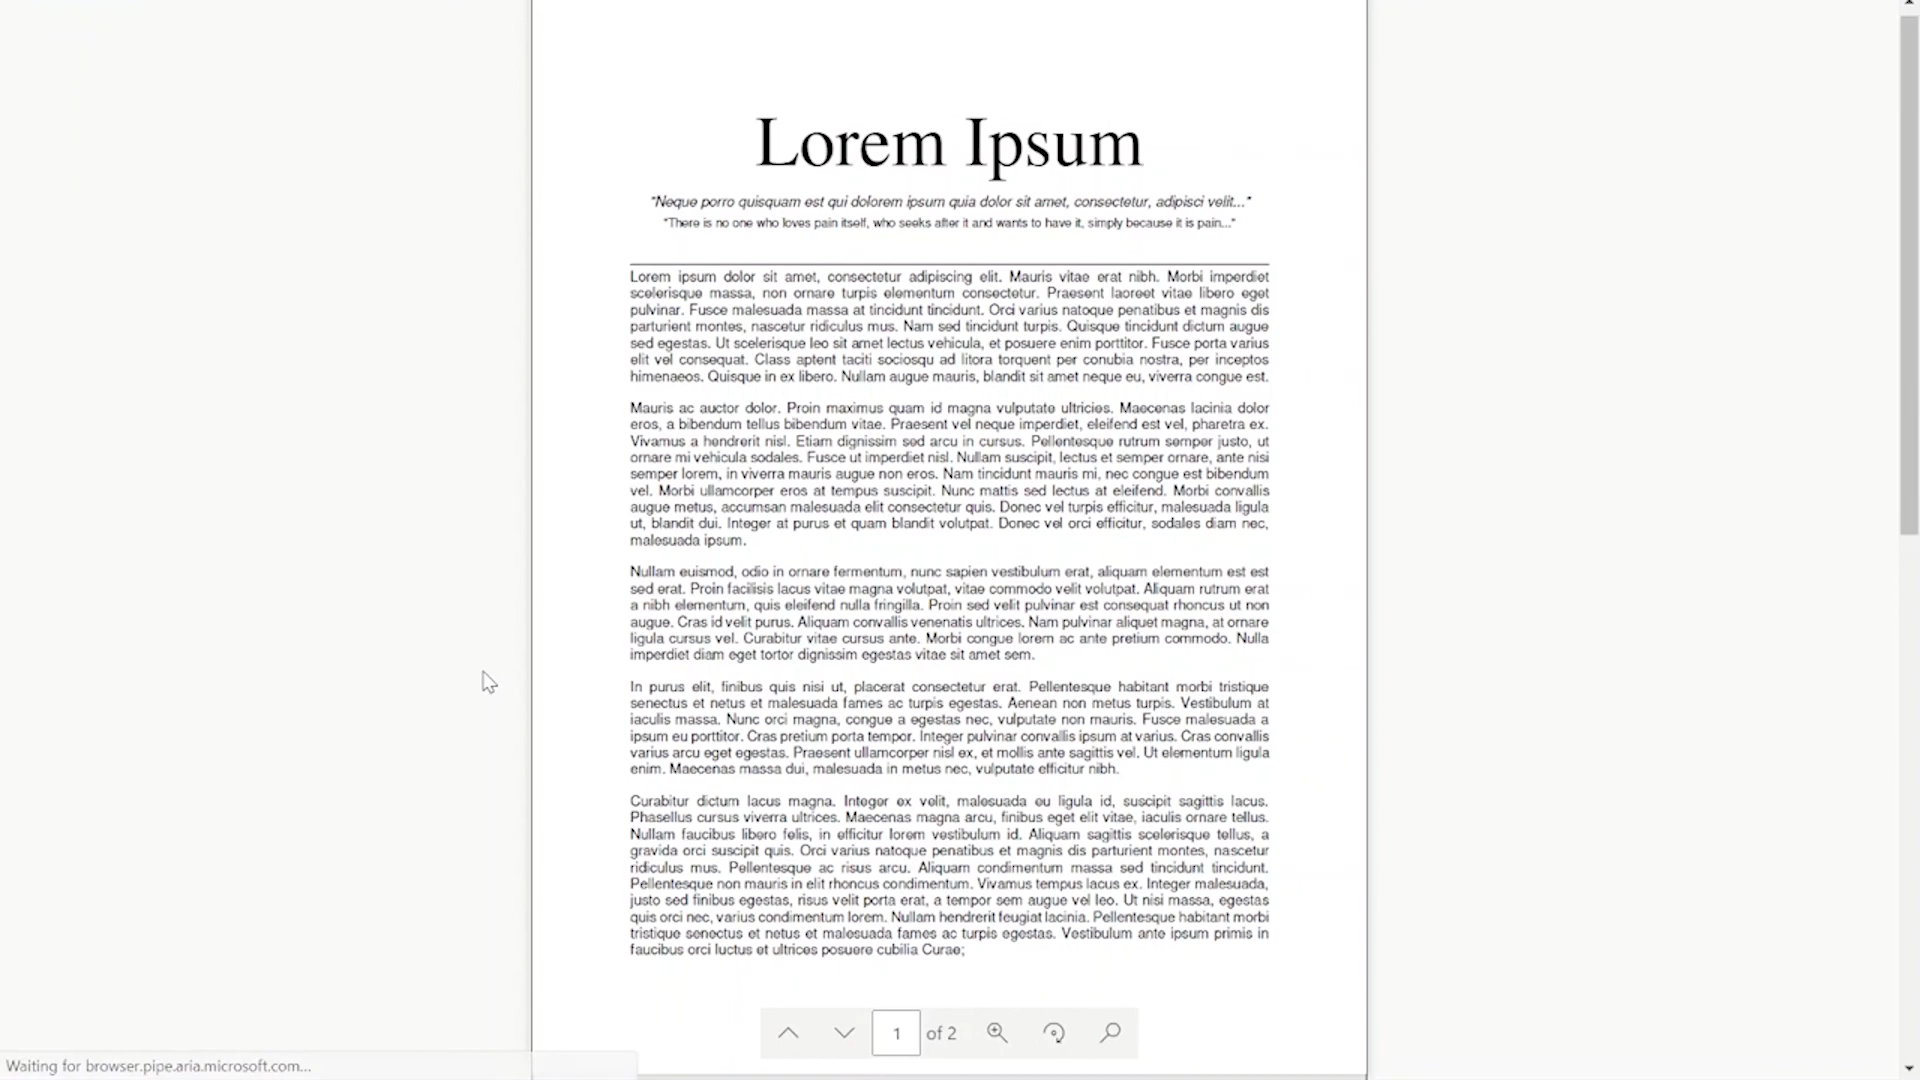 Lorem Ipsum
"Neque porro quisquam est qui dolorem ipsum quia dolor sit amet, consectetur, adipisci velit..."
"There is no one who loves pain itself, who seeks after it and wants to have it, simply because it is pain..."
Lorem ipsum dolor sit amet, consectetur adipiscing elit. Mauris vitae erat nibh. Morbi imperdiet
scelerisque massa, non ornare turpis elementum consectetur. Praesent laoreet vitae libero eget
pulvinar. Fusce malesuada massa at tincidunt tincidunt. Orci varius natoque penatibus et magnis dis
parturient montes, nascetur ridiculus mus. Nam sed tincidunt turpis. Quisque tincidunt dictum augue
sed egestas. Ut scelerisque leo sit amet lectus vehicula, et posuere enim porttitor. Fusce porta varius
elit vel consequat. Class aptent taciti sociosqu ad litora torquent per conubia nostra, per inceptos
himenaeos. Quisque in ex libero. Nullam augue mauris, blandit sit amet neque eu, viverra congue est.
Mauris ac auctor dolor. Proin maximus quam id magna vulputate ultricies. Maecenas lacinia dolor
eros, a bibendum tellus bibendum vitae. Praesent vel neque imperdiet, eleifend est vel, pharetra ex.
Vivamus a hendrerit nisl. Etiam dignissim sed arcu in cursus. Pellentesque rutrum semper justo, ut
ornare mi vehicula sodales. Fusce ut imperdiet nisl. Nullam suscipit, lectus et semper ornare, ante nisi
semper lorem, in viverra mauris augue non eros. Nam tincidunt mauris mi, nec congue est bibendum
vel. Morbi ullamcorper eros at tempus suscipit. Nunc mattis sed lectus at eleifend. Morbi convallis
augue metus, accumsan malesuada elit consectetur quis. Donec vel turpis efficitur, malesuada ligula
ut, blandit dui. Integer at purus et quam blandit volutpat. Donec vel orci efficitur, sodales diam nec,
malesuada ipsum.
Nullam euismod, odio in ornare fermentum, nunc sapien vestibulum erat, aliquam elementum est est
sed erat. Proin facilisis lacus vitae magna volutpat, vitae commodo velit volutpat. Aliquam rutrum erat
a nibh elementum, quis eleifend nulla fringilla. Proin sed velit pulvinar est consequat rhoncus ut non
augue. Cras id velit purus. Aliquam convallis venenatis ultrices. Nam pulvinar aliquet magna, at ornare
ligula cursus vel. Curabitur vitae cursus ante. Morbi congue lorem ac ante pretium commodo. Nulla
imperdiet diam eget tortor dignissim egestas vitae sit amet sem.
In purus elit, finibus quis nisi ut, placerat consectetur erat. Pellentesque habitant morbi tristique
senectus et netus et malesuada fames ac turpis egestas. Aenean non metus turpis. Vestibulum at
iaculis massa. Nunc orci magna, congue a egestas nec, vulputate non mauris. Fusce malesuada a
ipsum eu porttitor. Cras pretium porta tempor. Integer pulvinar convallis ipsum at varius. Cras convallis
varius arcu eget egestas. Praesent ullamcorper nisl ex, et mollis ante sagittis vel. Ut elementum ligula
enim. Maecenas massa dui, malesuada in metus nec, vulputate efficitur nibh.
Curabitur dictum lacus magna. Integer ex velit, malesuada eu ligula id, suscipit sagittis lacus.
Phasellus cursus viverra ultrices. Maecenas magna arcu, finibus eget elit vitae, iaculis ornare tellus.
Nullam faucibus libero felis, in efficitur lorem vestibulum id. Aliquam sagittis scelerisque tellus, a
gravida orci suscipit quis. Orci varius natoque penatibus et magnis dis parturient montes, nascetur
ridiculus mus. Pellentesque ac risus arcu. Aliquam condimentum massa sed tincidunt tincidunt.
Pellentesque non mauris in elit rhoncus condimentum. Vivamus tempus lacus ex. Integer malesuada,
justo sed finibus egestas, risus velit porta erat, a tempor sem augue vel leo. Ut nisi massa, egestas
quis orci nec, varius condimentum lorem. Nullam hendrerit feugiat lacinia. Pellentesque habitant morbi
tristique senectus et netus et malesuada fames ac turpis egestas. Vestibulum ante ipsum primis in
faucibus orci luctus et ultrices posuere cubilia Curae;
1 of 2
Waiting for browser.pipe.aria.microsoft.com...